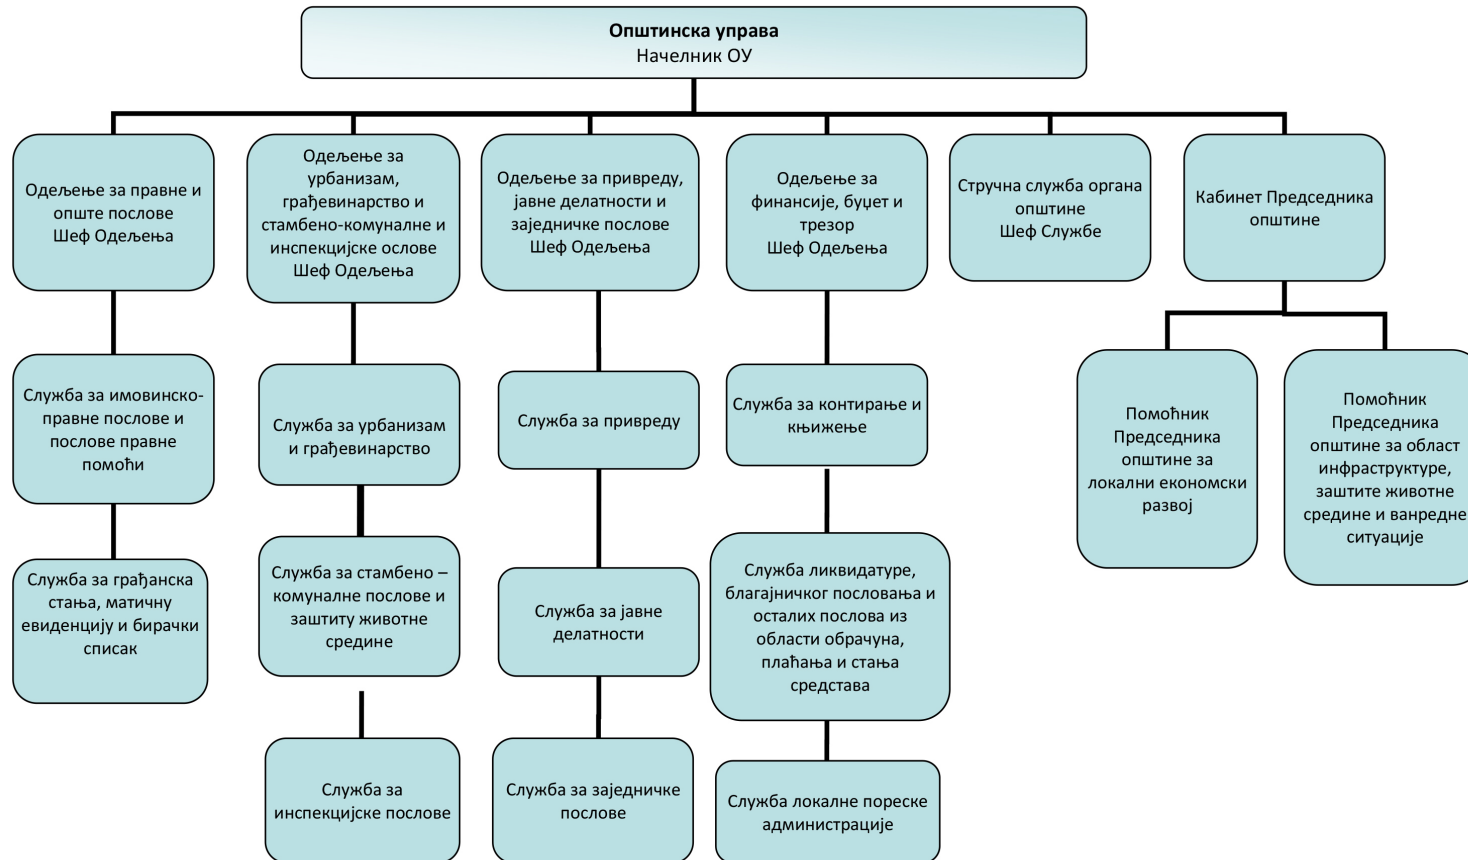 Општинска управа
Начелник ОУ
Одељење за правне и
опште послове
Шеф Одељења
Одељење за
урбанизам,
грађевинарство и
стамбено-комуналне и
инспекцијске ослове
Шеф Одељења
Одељење за привреду,
јавне делатности и
заједничке послове
Шеф Одељења
Одељење за
финансије, буџет и
трезор
Шеф Одељења
Стручна служба органа
општине
Шеф Службе
Кабинет Председника
општине
Служба за имовинско-
правне послове и
послове правне
помоћи
Служба за урбанизам
и грађевинарство
Служба за привреду
Служба за контирање и
књижење
Помоћник
Председника
општине за
локални економски
развој
Помоћник
Председника
општине за област
инфраструктуре,
заштите животне
средине и ванредне
ситуације
Служба за грађанска
стања, матичну
евиденцију и бирачки
списак
Служба за стамбено –
комуналне послове и
заштиту животне
средине
Служба за јавне
делатности
Служба ликвидатуре,
благајничког пословања и
осталих послова из
области обрачуна,
плаћања и стања
средстава
Служба за
инспекцијске послове
Служба за заједничке
послове
Служба локалне пореске
администрације